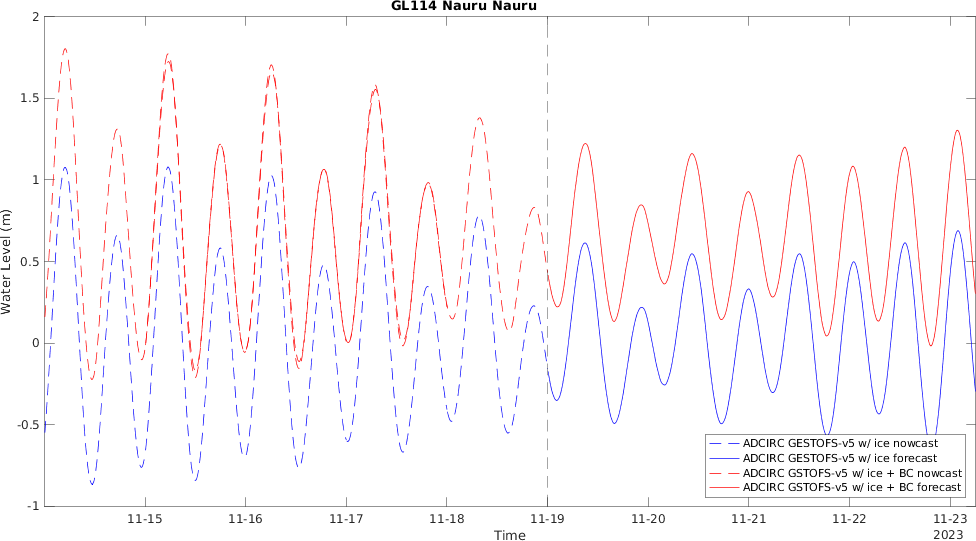 GL114 Nauru Nauru
Water Level (m)
2
1.5
1
0.5
0
-0.5
-1
11-15 11-16 11-17 11-18 11-19 11-20 11-21 11-22 11-23
2023
Time
ADCIRC GESTOFS-v5 w/ ice nowcast
ADCIRC GESTOFS-v5 w/ ice forecast
ADCIRC GSTOFS-v5 w/ ice + BC nowcast
ADCIRC GSTOFS-v5 w/ ice + BC forecast